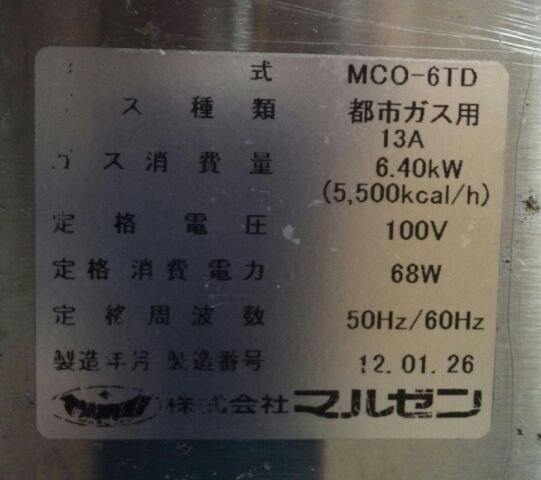 式 MCO-6TD
ス種類 都市ガス用
13A
ガス消費量 6.40kW
(5,500kcal/h)
定格電圧 100V
定格消費電力 68W
定格周波数 50Hz/60Hz
製造年月 製造番号 12.01.26
株式会社マルゼン